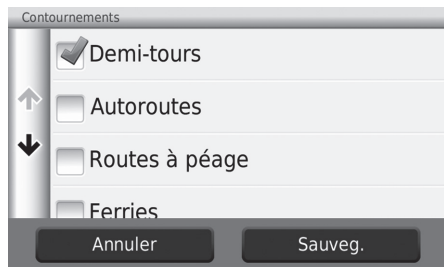 Contournements
Demi-tours
Autoroutes
Routes à péage
Ferries
Annuler
Sauveg.